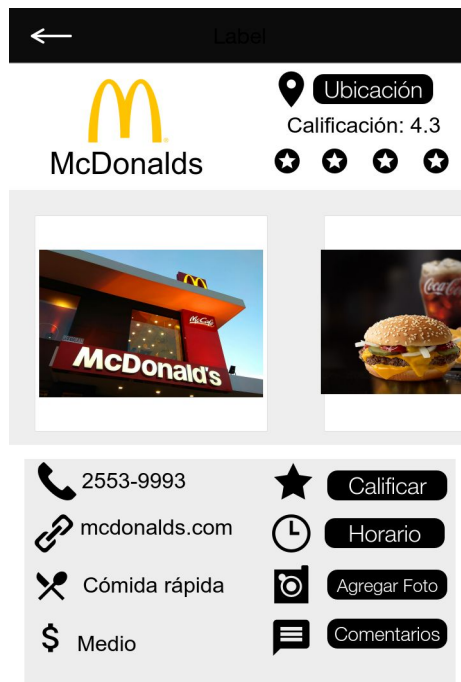 Label
Ubicación
Calificación: 4.3
McDonalds
McCafé
McDonald's
Coca-Cola
2553-9993
Calificar
mcdonalds.com
Horario
Cómida rápida
Agregar Foto
Medio
Comentarios